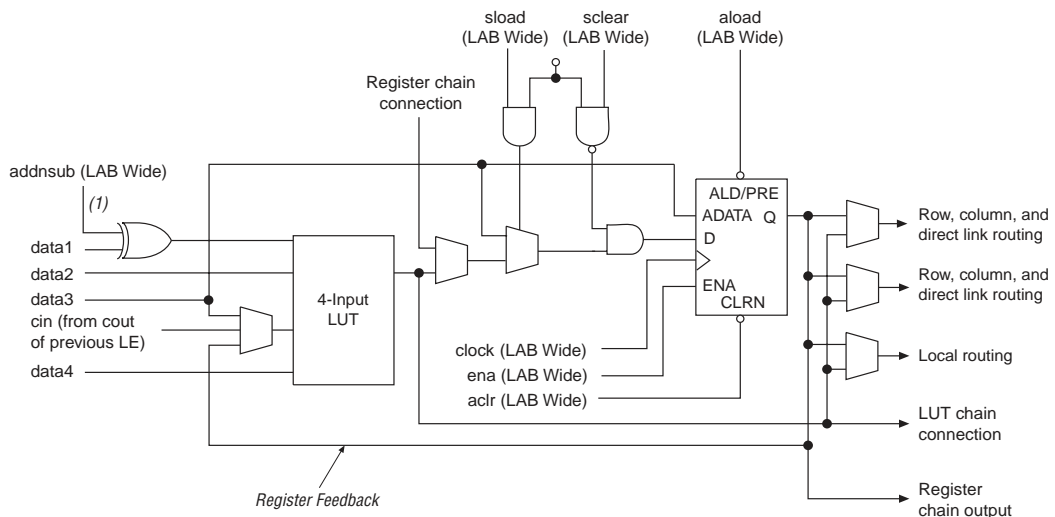 sload
(LAB Wide)
sclear
(LAB Wide)
aload
(LAB Wide)
Register chain
connection
addnsub (LAB Wide)
(1)
data1
data2
data3
cin (from cout
of previous LE)
data4
4-Input
LUT
ALD/PRE
ADATA Q
D
ENA
CLRN
clock (LAB Wide)
ena (LAB Wide)
aclr (LAB Wide)
Row, column, and
direct link routing
Row, column, and
direct link routing
Local routing
LUT chain
connection
Register
chain output
Register Feedback